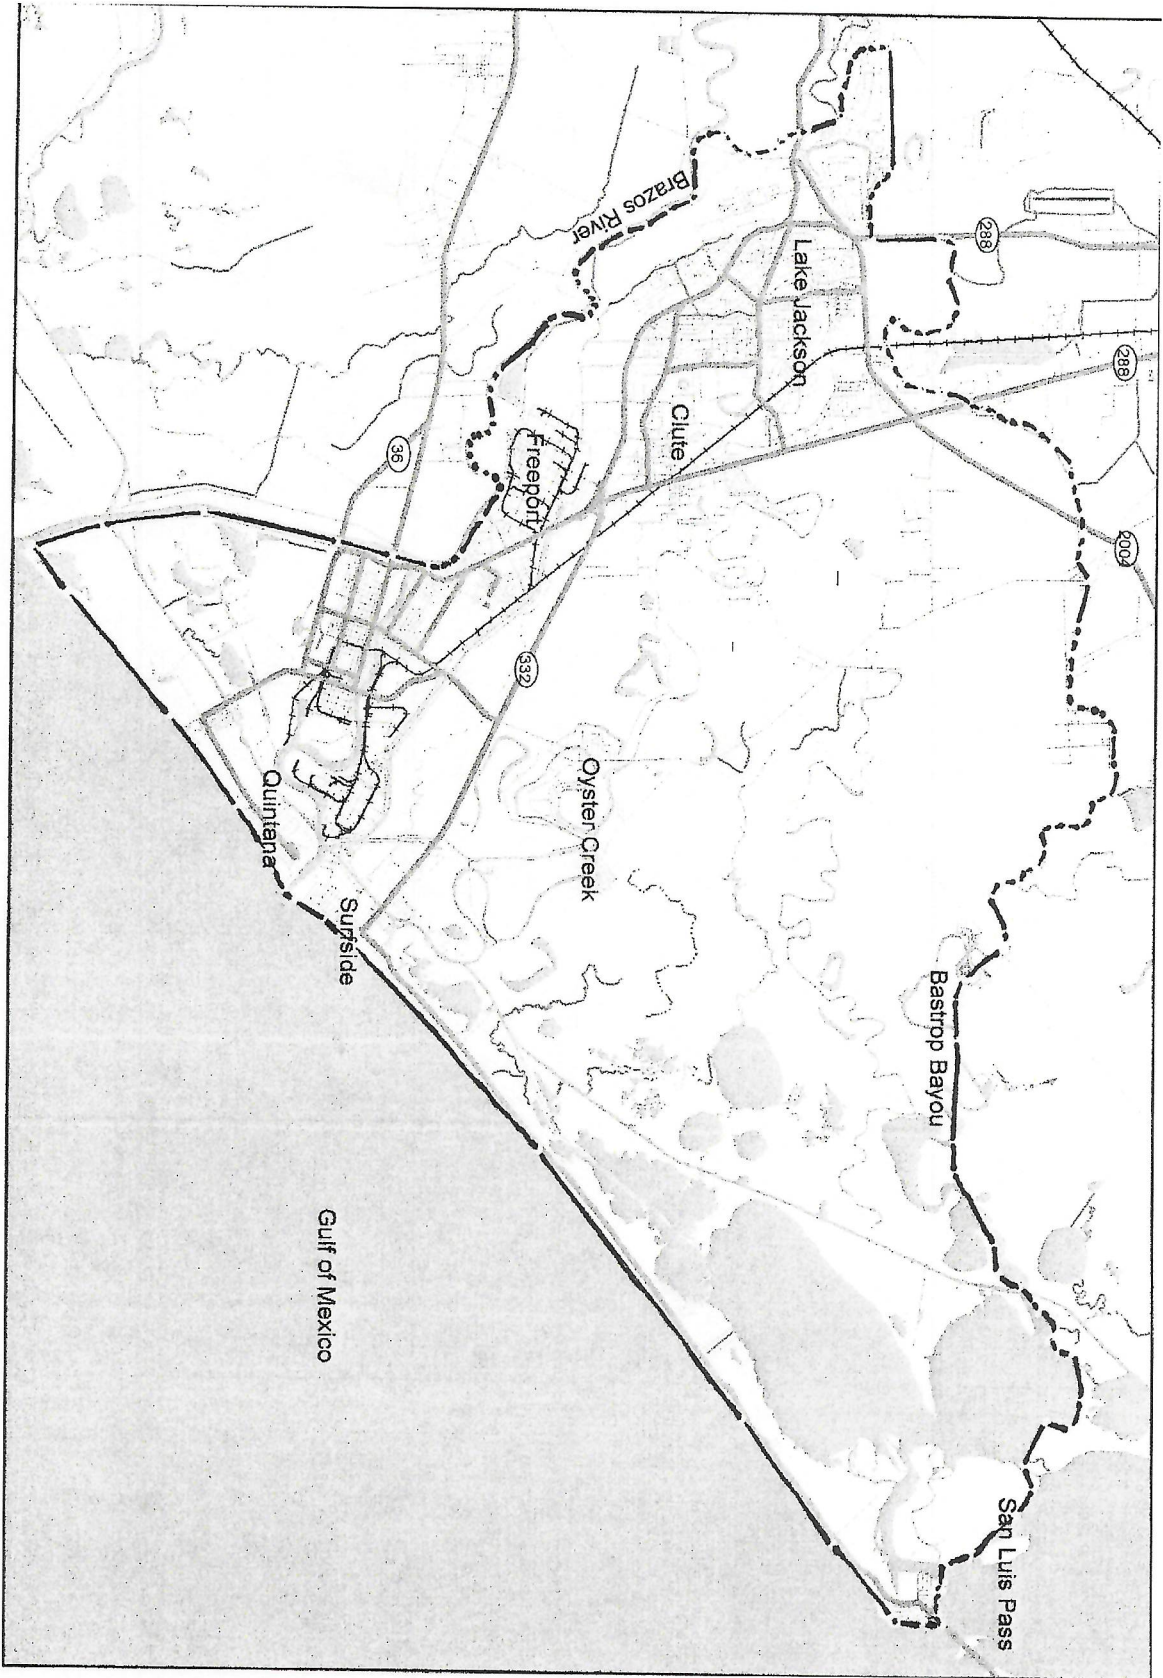 288
288
2004
Lake Jackson
Clute
Brazos River
Freeport
36
332
Oyster Creek
Bastrop Bayou
San Luis Pass
Quintana
Surfside
Gulf of Mexico